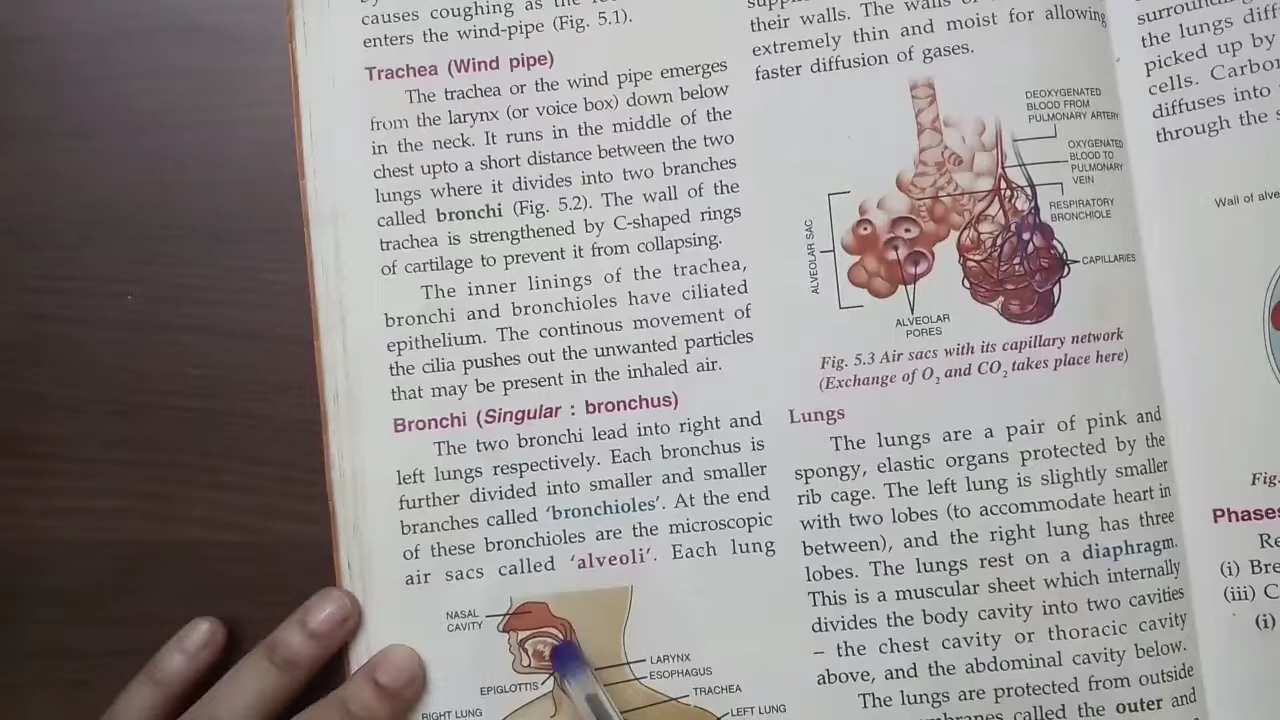 causes coughing as the
enters the wind-pipe (Fig. 5.1).
Trachea (Wind pipe)
The trachea or the wind pipe emerges
from the larynx (or voice box) down below
in the neck. It runs in the middle of the
chest upto a short distance between the two
lungs where it divides into two branches
called bronchi (Fig. 5.2). The wall of the
trachea is strengthened by C-shaped rings
of cartilage to prevent it from collapsing.
The inner linings of the trachea,
bronchi and bronchioles have ciliated
epithelium. The continous movement of
the cilia pushes out the unwanted particles
that may be present in the inhaled air.
Bronchi (Singular : bronchus)
The two bronchi lead into right and
left lungs respectively. Each bronchus is
further divided into smaller and smaller
branches called 'bronchioles'. At the end
of these bronchioles are the microscopic
air sacs called 'alveoli'. Each lung
NASAL
CAVITY
EPIGLOTTIS
RIGHT LUNG
LARYNX
ESOPHAGUS
TRACHEA
LEFT LUNG
their walls. The walls
extremely thin and moist for allowing
faster diffusion of gases.
DEOXYGENATED
BLOOD FROM
PULMONARY ARTERY
OXYGENATED
BLOOD TO
PULMONARY
VEIN
RESPIRATORY
BRONCHIOLE
CAPILLARIES
ALVEOLAR SAC
ALVEOLAR
PORES
Fig. 5.3 Air sacs with its capillary network
(Exchange of O₂ and CO₂ takes place here)
Lungs
The lungs are a pair of pink and
spongy, elastic organs protected by the
rib cage. The left lung is slightly smaller
with two lobes (to accommodate heart in
between), and the right lung has three
lobes. The lungs rest on a diaphragm.
This is a muscular sheet which internally
divides the body cavity into two cavities
– the chest cavity or thoracic cavity
above, and the abdominal cavity below.
The lungs are protected from outside
called the outer and
the lungs
picked up by
cells.
diffuses into
through the
Wall of
Fig.
Phases
(i)
(iii)
(i)